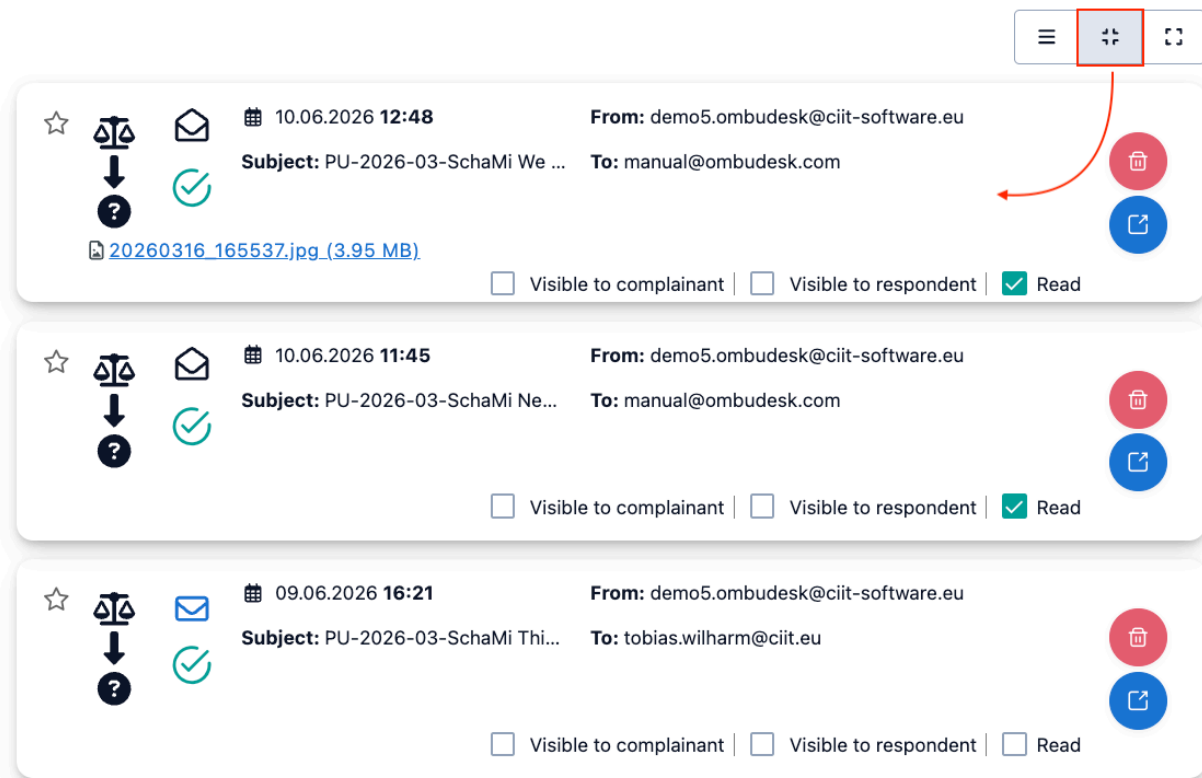 10.06.2026 12:48
From: demo5.ombudesk@ciit-software.eu
Subject: PU-2026-03-SchaMi We ...
To: manual@ombudesk.com
?
20260316_165537.jpg (3.95 MB)
Visible to complainant
Visible to respondent
Read
10.06.2026 11:45
From: demo5.ombudesk@ciit-software.eu
Subject: PU-2026-03-SchaMi Ne...
To: manual@ombudesk.com
?
Visible to complainant
Visible to respondent
Read
09.06.2026 16:21
From: demo5.ombudesk@ciit-software.eu
Subject: PU-2026-03-SchaMi Thi...
To: tobias.wilharm@ciit.eu
?
Visible to complainant
Visible to respondent
Read